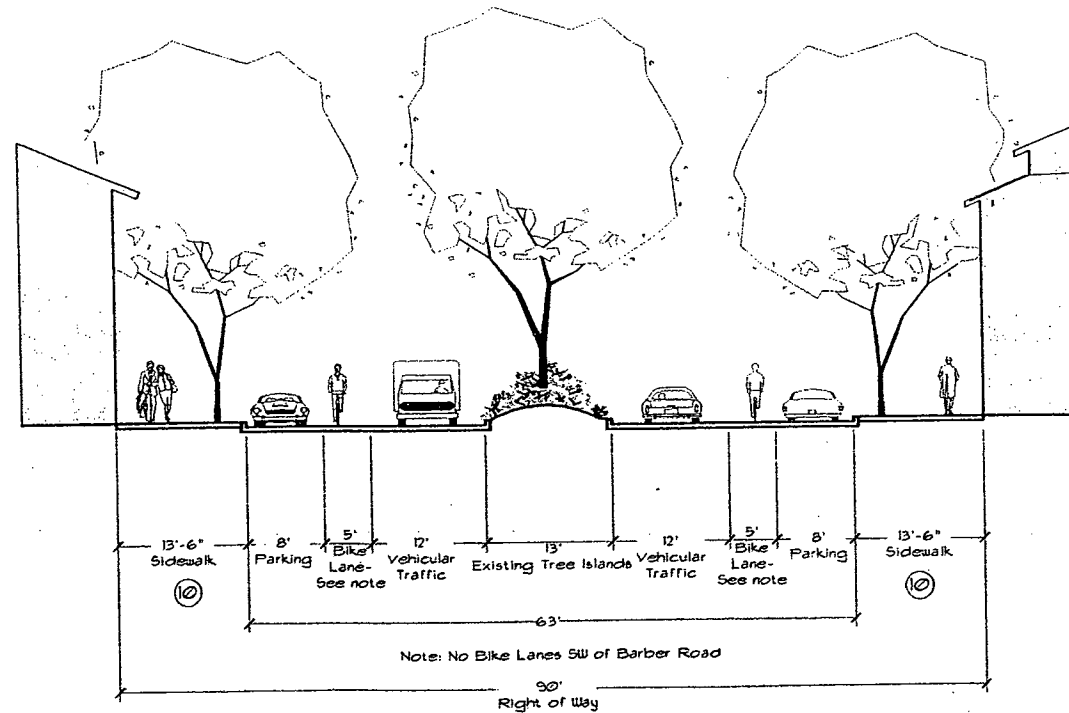 13'-6"
Sidewalk
10
8'
Parking
5'
Bike
Lane-
See note
12'
Vehicular
Traffic
13'
Existing Tree Islands
12'
Vehicular
Traffic
5'
Bike
Lane-
See note
8'
Parking
13'-6"
Sidewalk
10
63'
Note: No Bike Lanes SW of Barber Road
90'
Right of Way